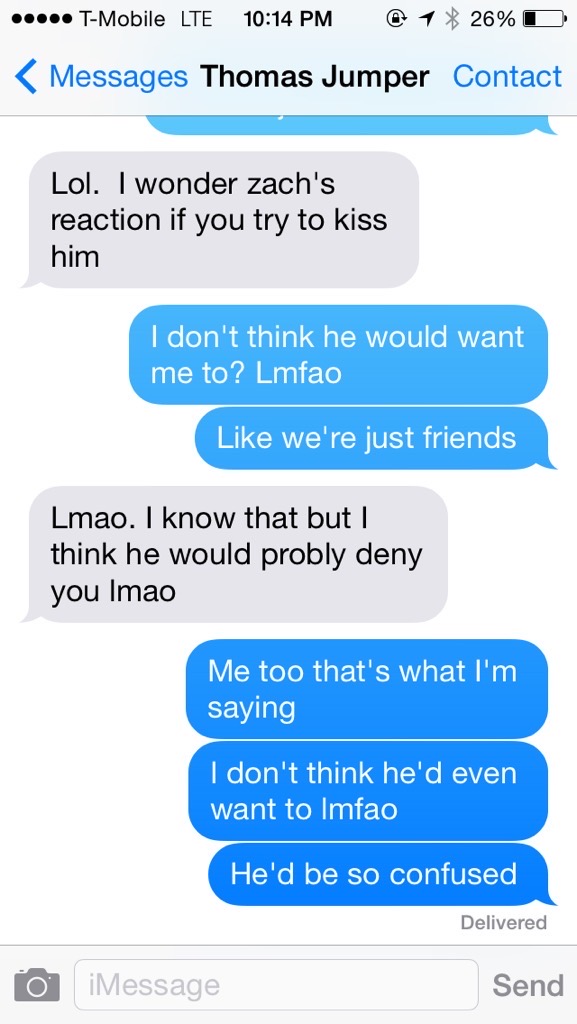 T-Mobile LTE 10:14 PM 26%
Messages Thomas Jumper Contact
Lol.  I wonder zach's
reaction if you try to kiss
him
I don't think he would want
me to? Lmfao
Like we're just friends
Lmao. I know that but I
think he would probly deny
you lmao
Me too that's what I'm
saying
I don't think he'd even
want to lmfao
He'd be so confused
Delivered
iMessage Send